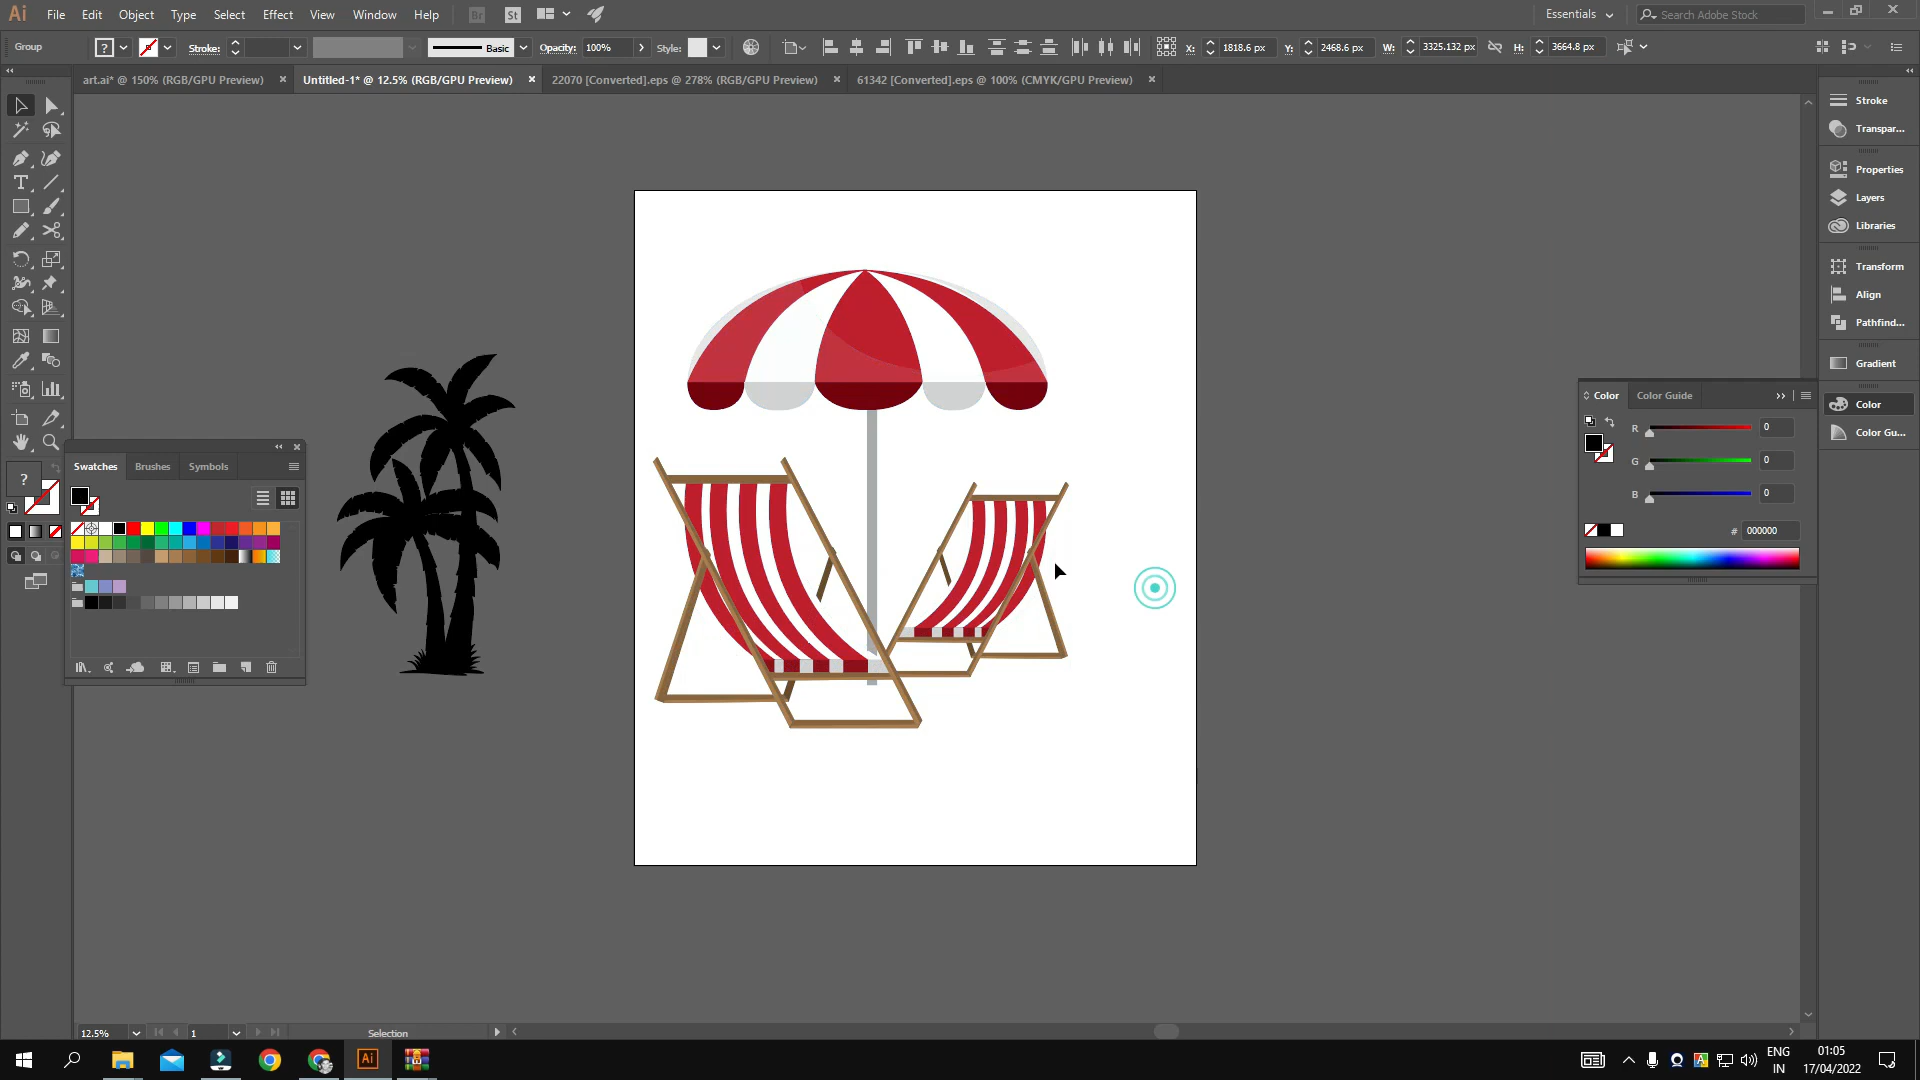 Ai File Edit Object Type Select Effect View Window Help Br St Essentials Search Adobe Stock
Group ? Stroke: Basic Opacity: 100% Style: X: 1818.6 px Y: 2468.6 px W: 3325.132 px H: 3664.8 px
art.ai* @ 150% (RGB/GPU Preview) Untitled-1* @ 12.5% (RGB/GPU Preview) 22070 [Converted].eps @ 278% (RGB/GPU Preview) 61342 [Converted].eps @ 100% (CMYK/GPU Preview)
Stroke
Transpar...
Properties
Layers
Libraries
Transform
Align
Pathfind...
Gradient
Color
Color Gu...
Color Color Guide
R 0
G 0
B 0
# 000000
Swatches Brushes Symbols
?
12.5% 1 Selection
Ai
ENG
IN
01:05
17/04/2022